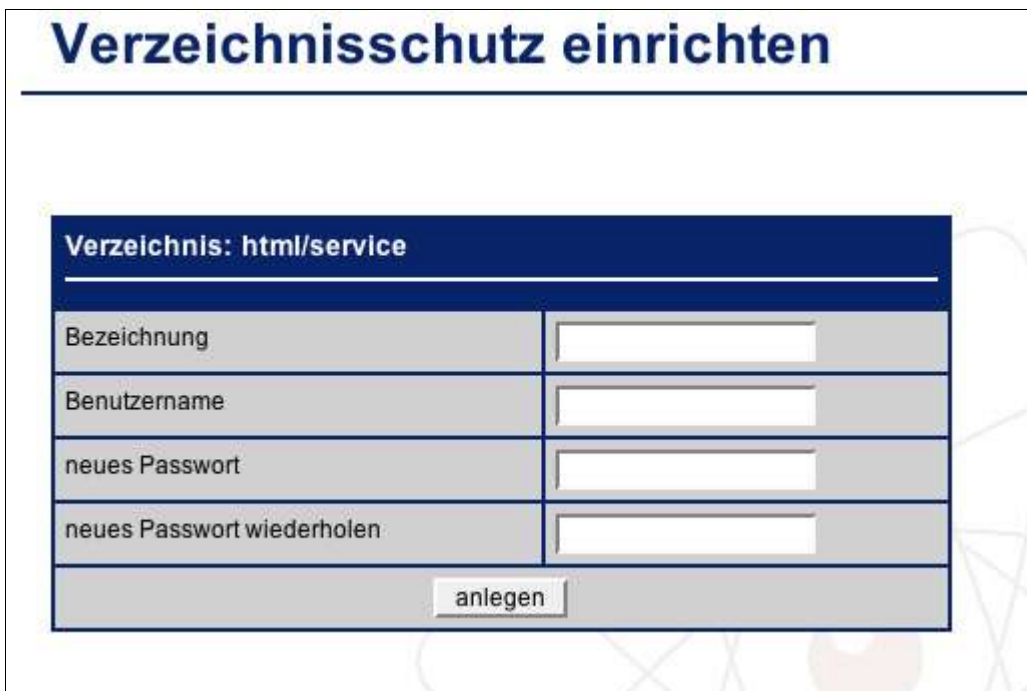 Verzeichnisschutz einrichten
Verzeichnis: html/service
Bezeichnung
Benutzername
neues Passwort
neues Passwort wiederholen
anlegen